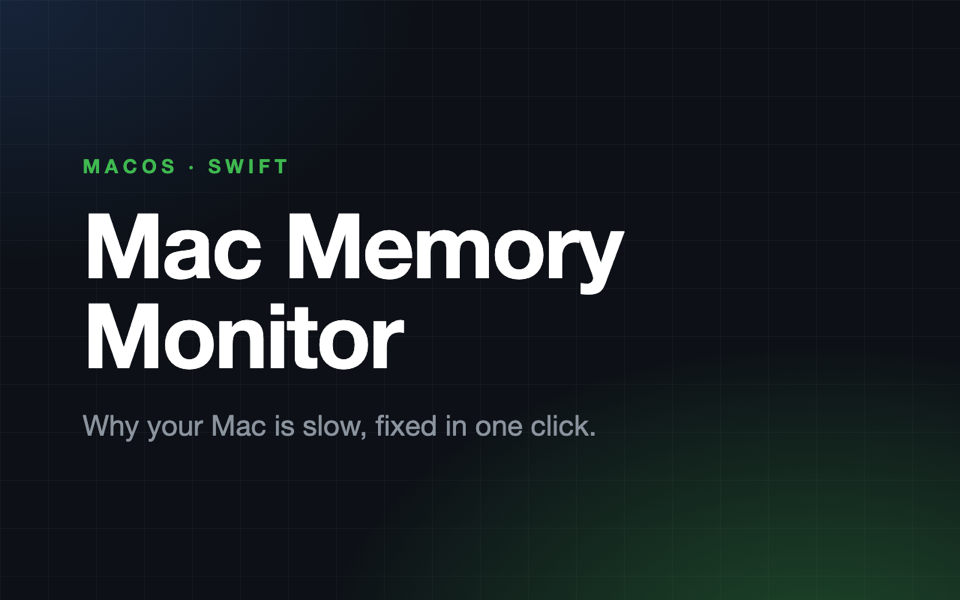 MACOS · SWIFT
Mac Memory
Monitor
Why your Mac is slow, fixed in one click.